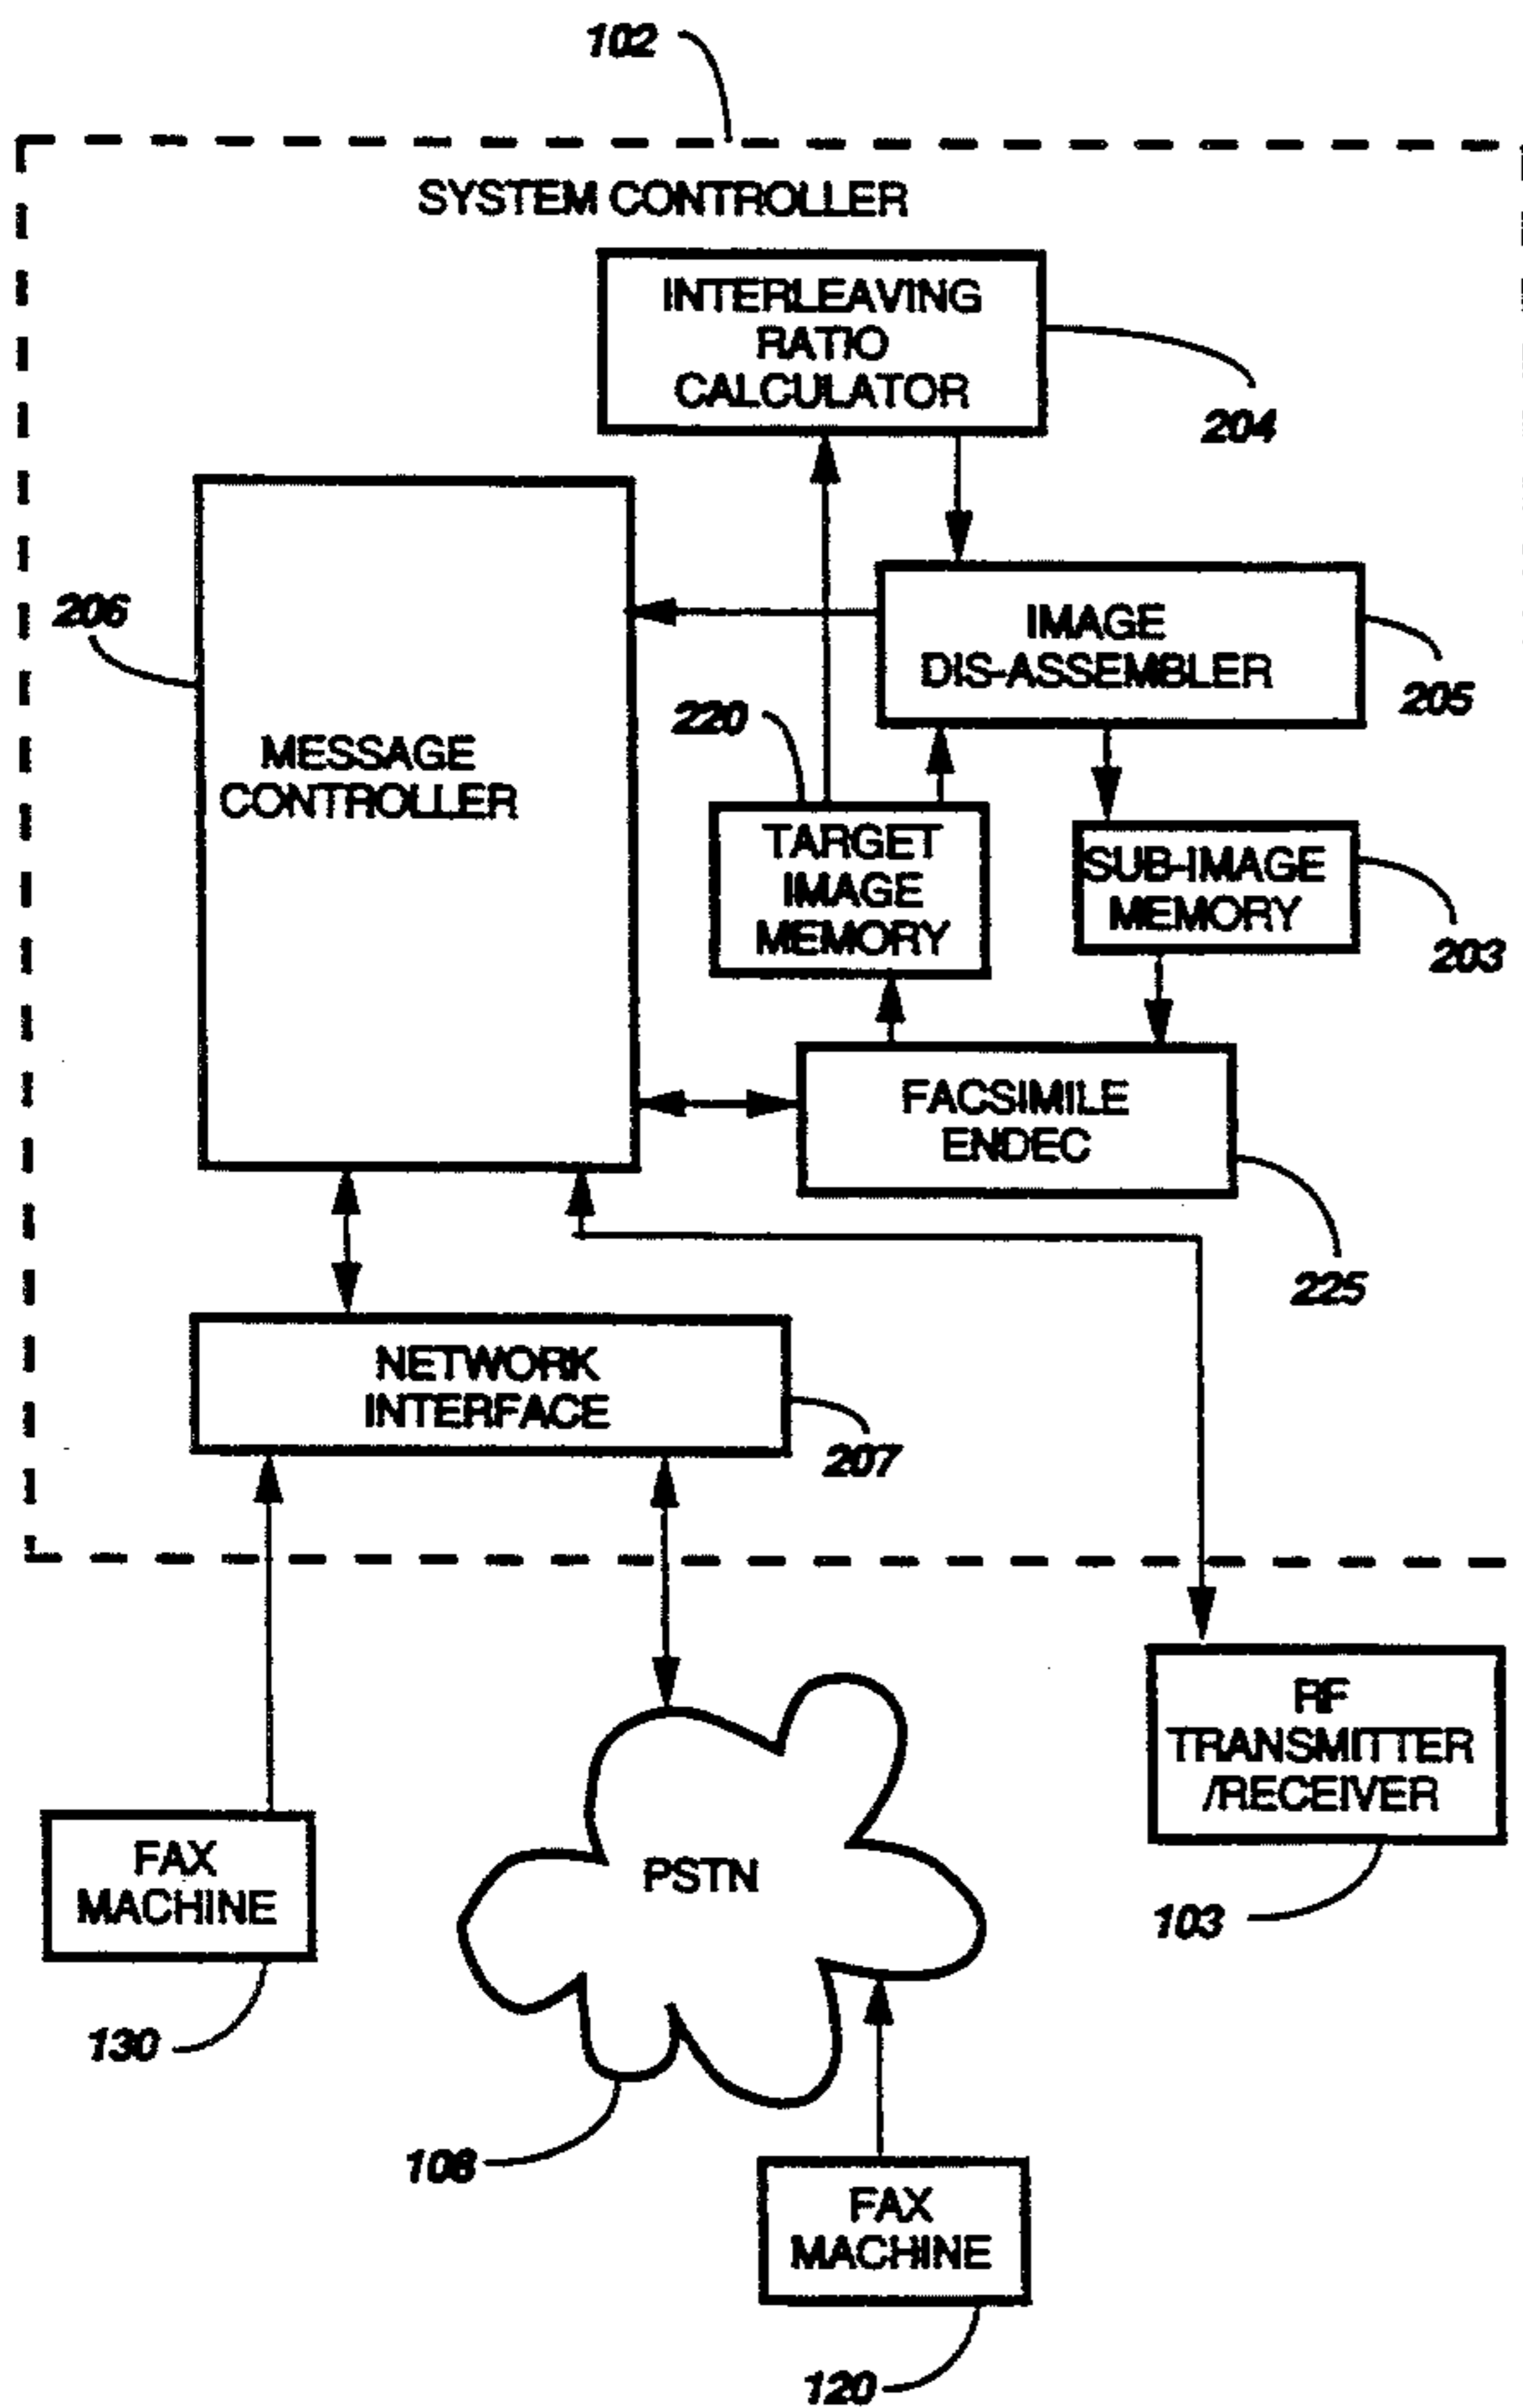 102
SYSTEM CONTROLLER
INTERLEAVING
RATIO
CALCULATOR
204
206
MESSAGE
CONTROLLER
IMAGE
DIS-ASSEMBLER
205
220
TARGET
IMAGE
MEMORY
SUB-IMAGE
MEMORY
203
FACSIMILE
ENDEC
225
NETWORK
INTERFACE
207
RF
TRANSMITTER
/RECEIVER
103
FAX
MACHINE
130
PSTN
108
FAX
MACHINE
120